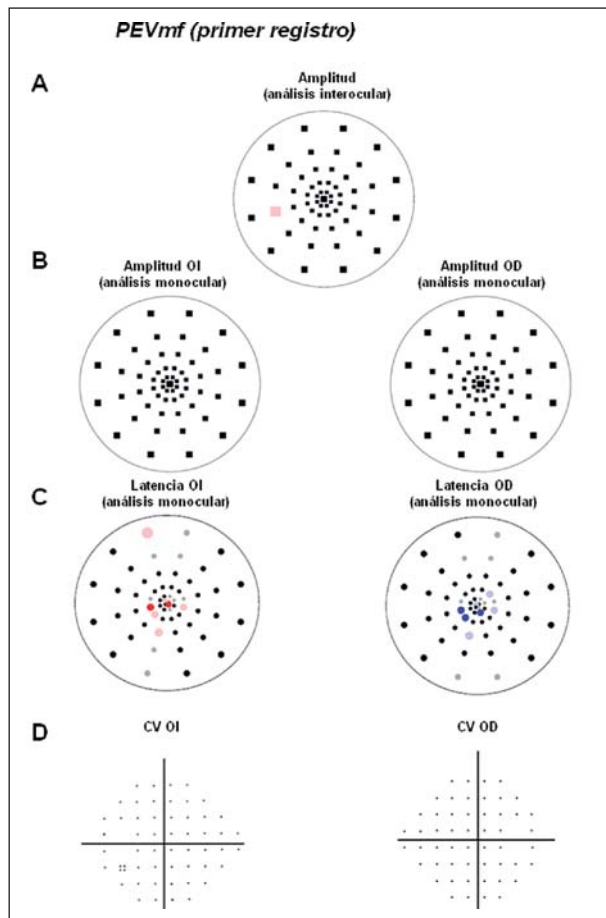 PEVmf (primer registro)
A
Amplitud
(análisis interocular)
B
Amplitud OI
(análisis monocular)
Amplitud OD
(análisis monocular)
C
Latencia OI
(análisis monocular)
Latencia OD
(análisis monocular)
D
CV OI
CV OD